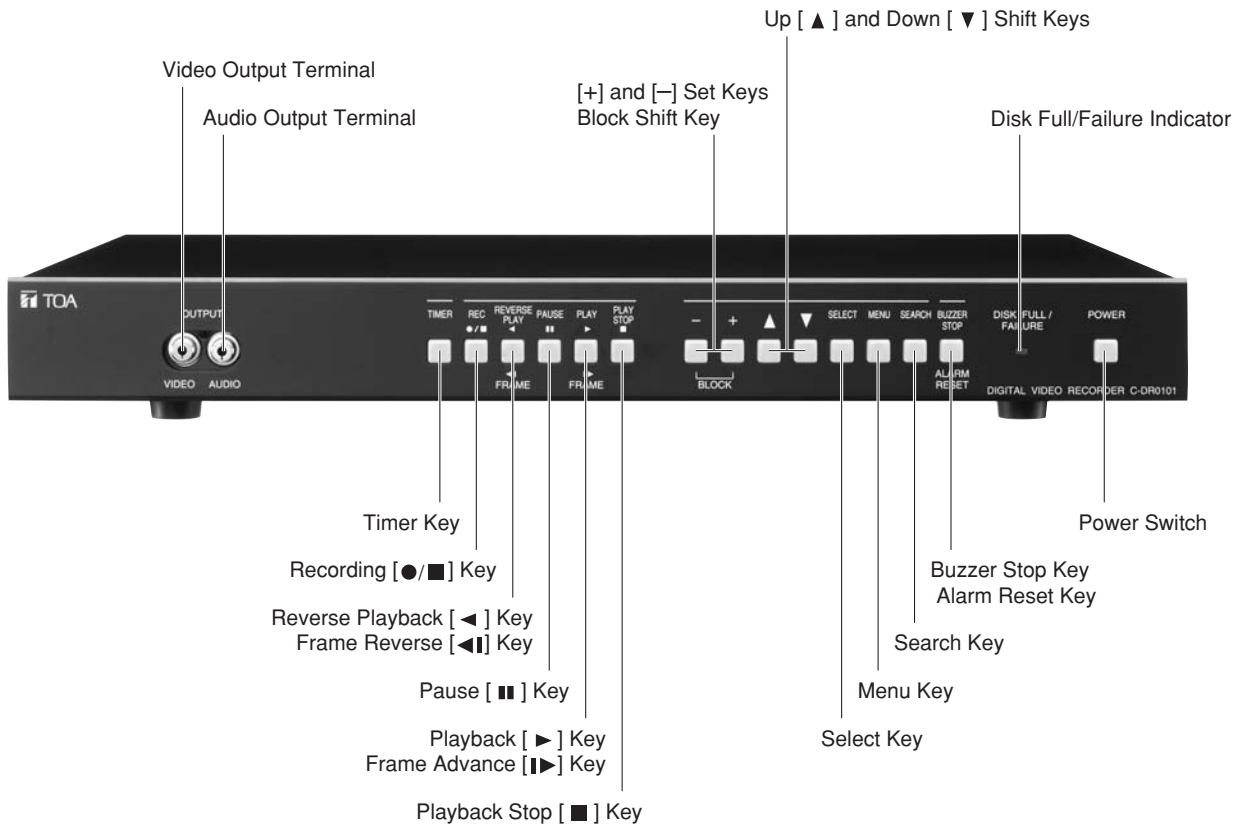 Up [ ▲ ] and Down [ ▼ ] Shift Keys
Video Output Terminal
[+] and [−] Set Keys
Block Shift Key
Audio Output Terminal
Disk Full/Failure Indicator
TOA
OUTPUT
VIDEO AUDIO
TIMER
REC
●/■
REVERSE
PLAY
◄
PAUSE
▮▮
PLAY
►
PLAY
STOP
■
FRAME
FRAME
− + ▲ ▼
BLOCK
SELECT
MENU
SEARCH
BUZZER
STOP
ALARM
RESET
DISK FULL /
FAILURE
POWER
DIGITAL VIDEO RECORDER C-DR0101
Timer Key
Power Switch
Recording [●/■] Key
Buzzer Stop Key
Alarm Reset Key
Reverse Playback [ ◄ ] Key
Frame Reverse [◄▮] Key
Search Key
Pause [ ▮▮ ] Key
Menu Key
Playback [ ► ] Key
Frame Advance [▮►] Key
Select Key
Playback Stop [ ■ ] Key